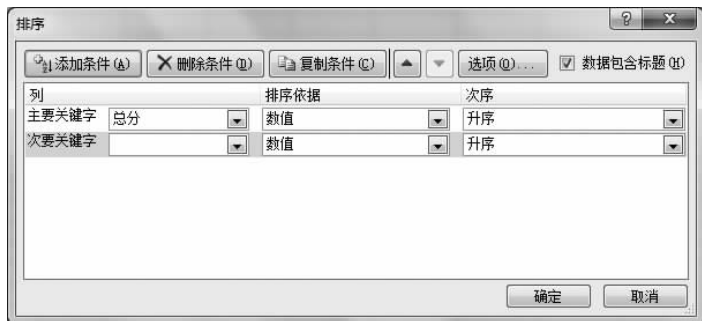 排序
添加条件(A) 删除条件(D) 复制条件(C) 选项(O)... 数据包含标题(H)
列 排序依据 次序
主要关键字 总分 数值 升序
次要关键字 数值 升序
确定 取消